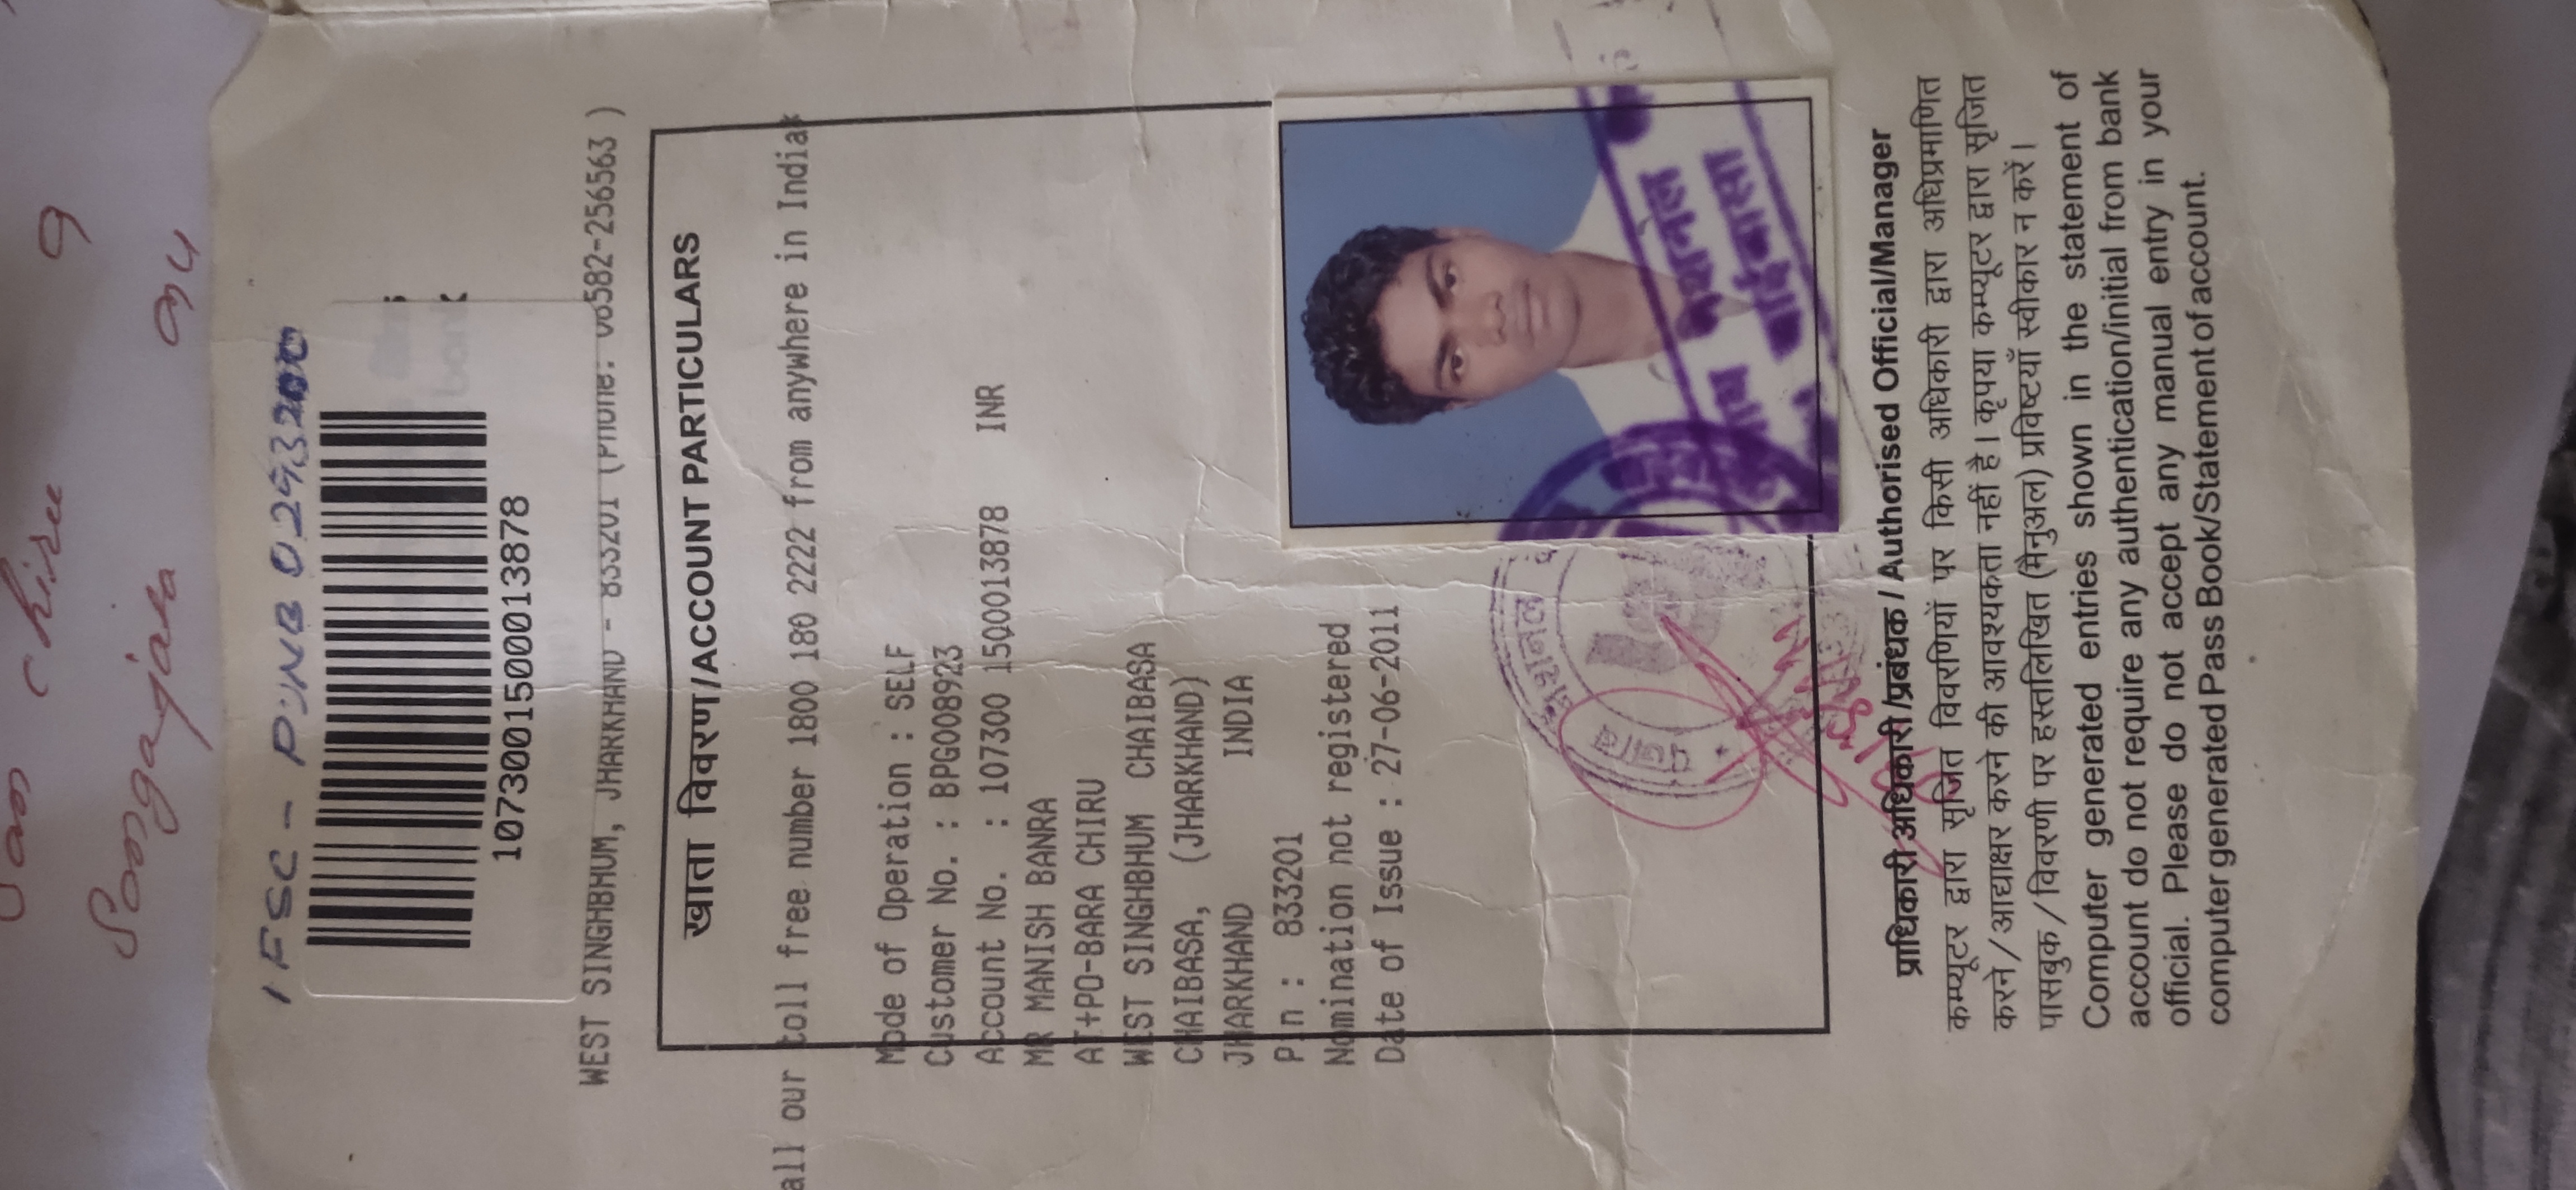 Soongajara
IFSC - PUNB 0293200
1073001500013878
WEST SINGHBHUM, JHARKHAND - 833201 (Phone: 06582-256563 )
खाता विवरण/ACCOUNT PARTICULARS
all our toll free number 1800 180 2222 from anywhere in India
Mode of Operation : SELF
Customer No. : BPG008923
Account No. : 107300 1500013878 INR
MR MANISH BANRA
AT+PO-BARA CHIRU
WEST SINGHBHUM CHAIBASA
CHAIBASA, (JHARKHAND)
JHARKHAND INDIA
Pin : 833201
Nomination not registered
Date of Issue : 27-06-2011
प्राधिकारी अधिकारी/प्रबंधक / Authorised Official/Manager
कम्प्यूटर द्वारा सृजित विवरणियों पर किसी अधिकारी द्वारा अधिप्रमाणित
करने/आद्याक्षर करने की आवश्यकता नहीं है। कृपया कम्प्यूटर द्वारा सृजित
पासबुक/विवरणी पर हस्तलिखित (मैनुअल) प्रविष्टियाँ स्वीकार न करें।
Computer generated entries shown in the statement of
account do not require any authentication/initial from bank
official. Please do not accept any manual entry in your
computer generated Pass Book/Statement of account.